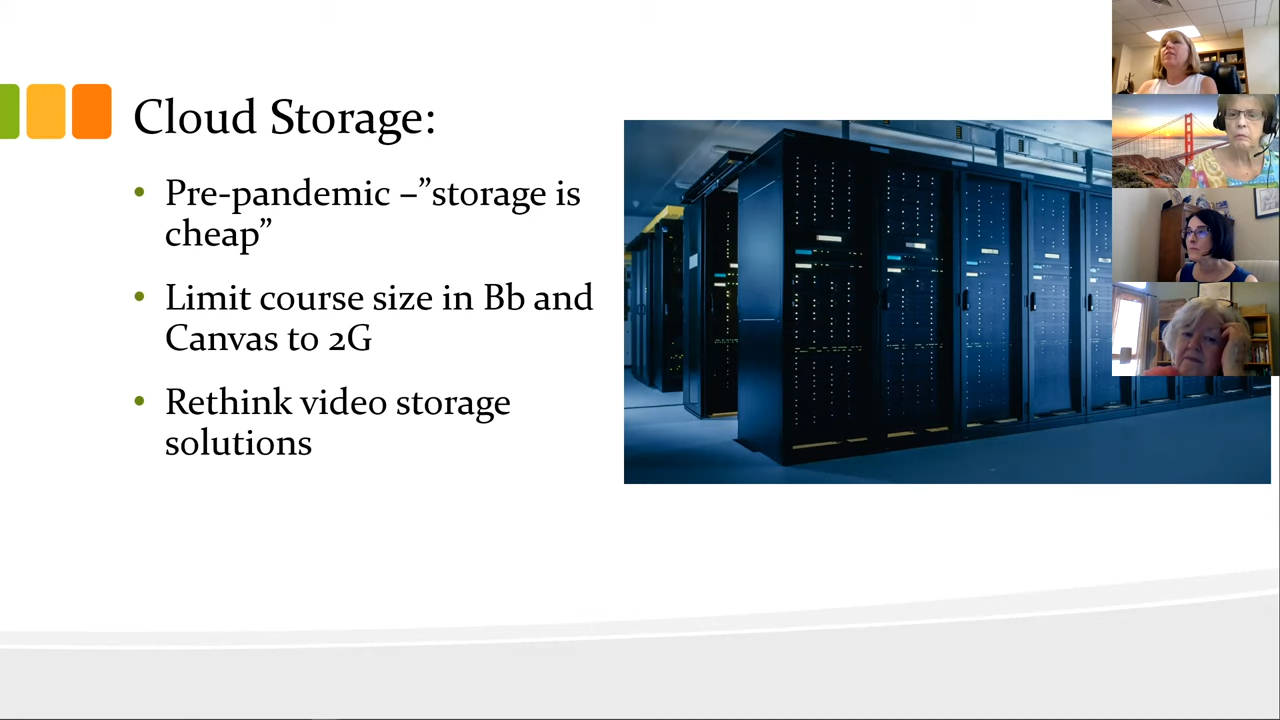 Cloud Storage:
• Pre-pandemic –”storage is
cheap”
• Limit course size in Bb and
Canvas to 2G
• Rethink video storage
solutions